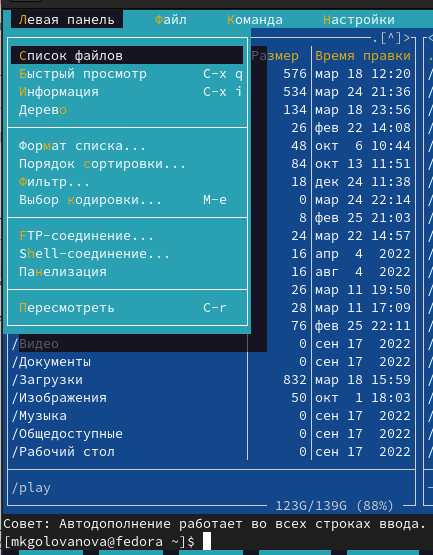 Левая панель Файл Команда Настройки
.[^]>
Список файлов Размер Время правки
Быстрый просмотр C-x q 576 мар 18 12:20
Информация C-x i 534 мар 24 21:36
Дерево 134 мар 18 23:56
26 фев 22 14:08
Формат списка... 48 окт 6 10:44
Порядок сортировки... 84 окт 13 11:51
Фильтр... 18 дек 24 11:38
Выбор кодировки... M-e 0 мар 24 22:14
8 фев 25 21:03
FTP-соединение... 24 мар 22 14:57
Shell-соединение... 16 апр 4 2022
Панелизация 16 авг 4 2022
26 мар 11 19:50
Пересмотреть C-r 28 мар 11 17:09
76 фев 25 22:11
/Видео 0 сен 17 2022
/Документы 0 сен 17 2022
/Загрузки 832 мар 18 15:59
/Изображения 50 окт 1 18:03
/Музыка 0 сен 17 2022
/Общедоступные 0 сен 17 2022
/Рабочий стол 0 сен 17 2022
/play
123G/139G (88%)
Совет: Автодополнение работает во всех строках ввода.
[mkgolovanova@fedora ~]$